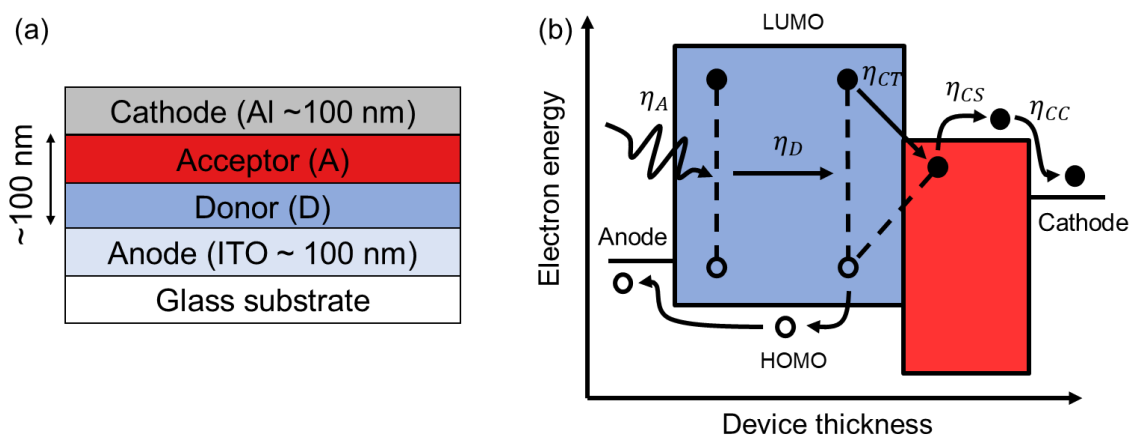 (a)
Cathode (Al ~100 nm)
Acceptor (A)
Donor (D)
Anode (ITO ~ 100 nm)
Glass substrate
~100 nm
(b)
LUMO
Electron energy
η_A
η_D
η_CT
η_CS
η_CC
Anode
Cathode
HOMO
Device thickness